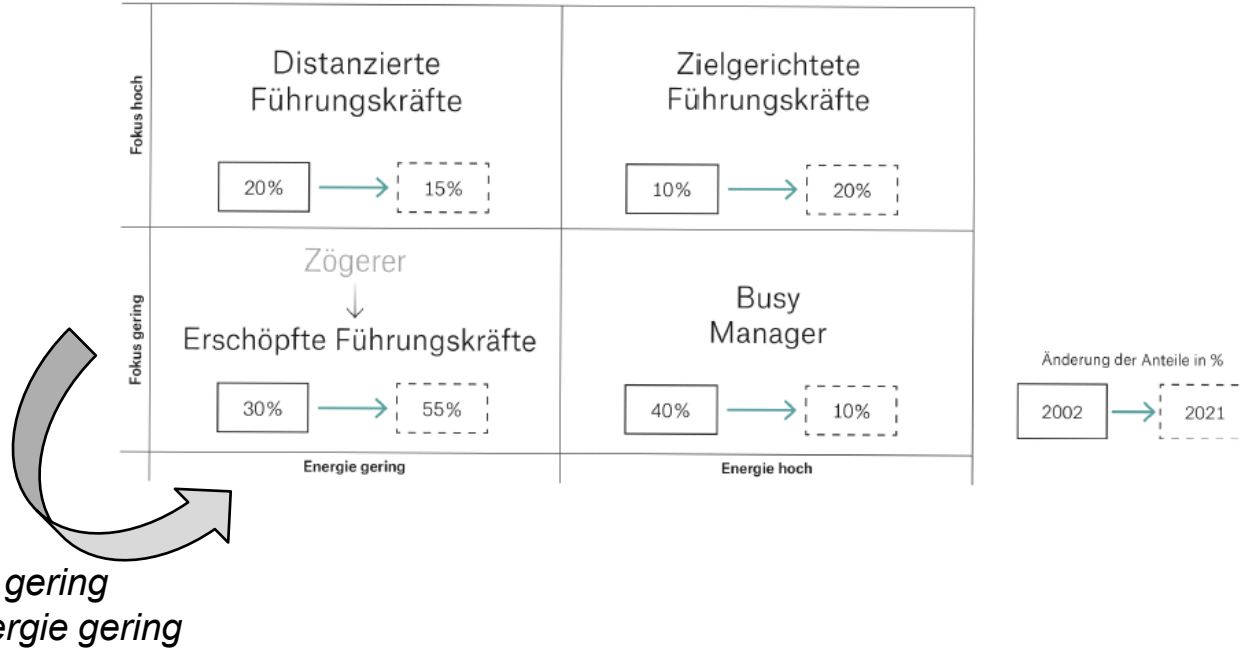 Fokus hoch
Distanzierte
Führungskräfte
20%
15%
Zielgerichtete
Führungskräfte
10%
20%
Fokus gering
Zögerer
Erschöpfte Führungskräfte
30%
55%
Busy
Manager
40%
10%
Energie gering
Energie hoch
Änderung der Anteile in %
2002
2021
gering
gering